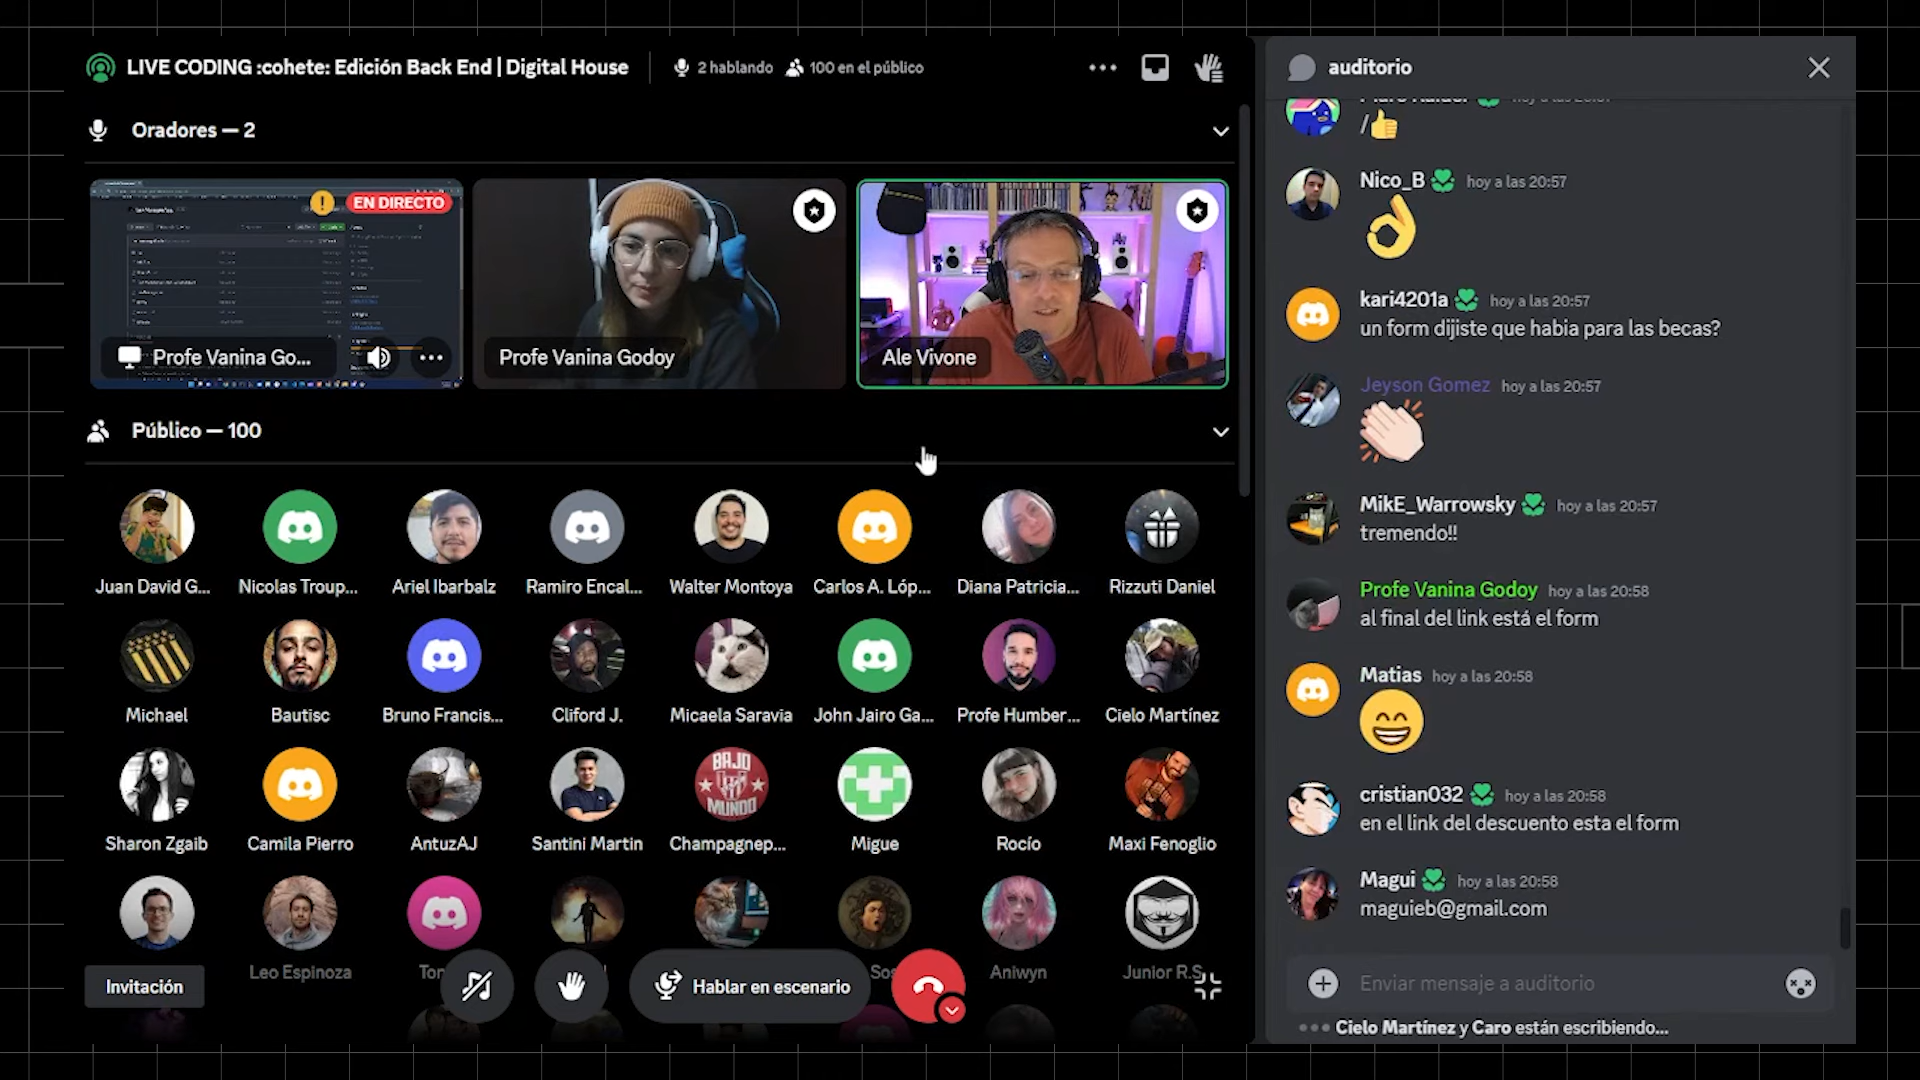 LIVE CODING :cohete: Edición Back End | Digital House
2 hablando
100 en el público
Oradores — 2
EN DIRECTO
Profe Vanina Go...
Profe Vanina Godoy
Ale Vivone
Público — 100
Juan David G...
Nicolas Troup...
Ariel Ibarbalz
Ramiro Encal...
Walter Montoya
Carlos A. Lóp...
Diana Patricia...
Rizzuti Daniel
Michael
Bautisc
Bruno Francis...
Cliford J.
Micaela Saravia
John Jairo Ga...
Profe Humber...
Cielo Martínez
BAJO
MUNDO
Sharon Zgaib
Camila Pierro
AntuzAJ
Santini Martin
Champagnep...
Migue
Rocío
Maxi Fenoglio
Leo Espinoza
Aniwyn
Junior R.S.
Invitación
Hablar en escenario
auditorio
/👍
Nico_B hoy a las 20:57
👌
kari4201a hoy a las 20:57
un form dijiste que habia para las becas?
Jeyson Gomez hoy a las 20:57
👏🏻
MikE_Warrowsky hoy a las 20:57
tremendo!!
Profe Vanina Godoy hoy a las 20:58
al final del link está el form
Matias hoy a las 20:58
😁
cristian032 hoy a las 20:58
en el link del descuento esta el form
Magui hoy a las 20:58
maguieb@gmail.com
Enviar mensaje a auditorio
Cielo Martínez y Caro están escribiendo...